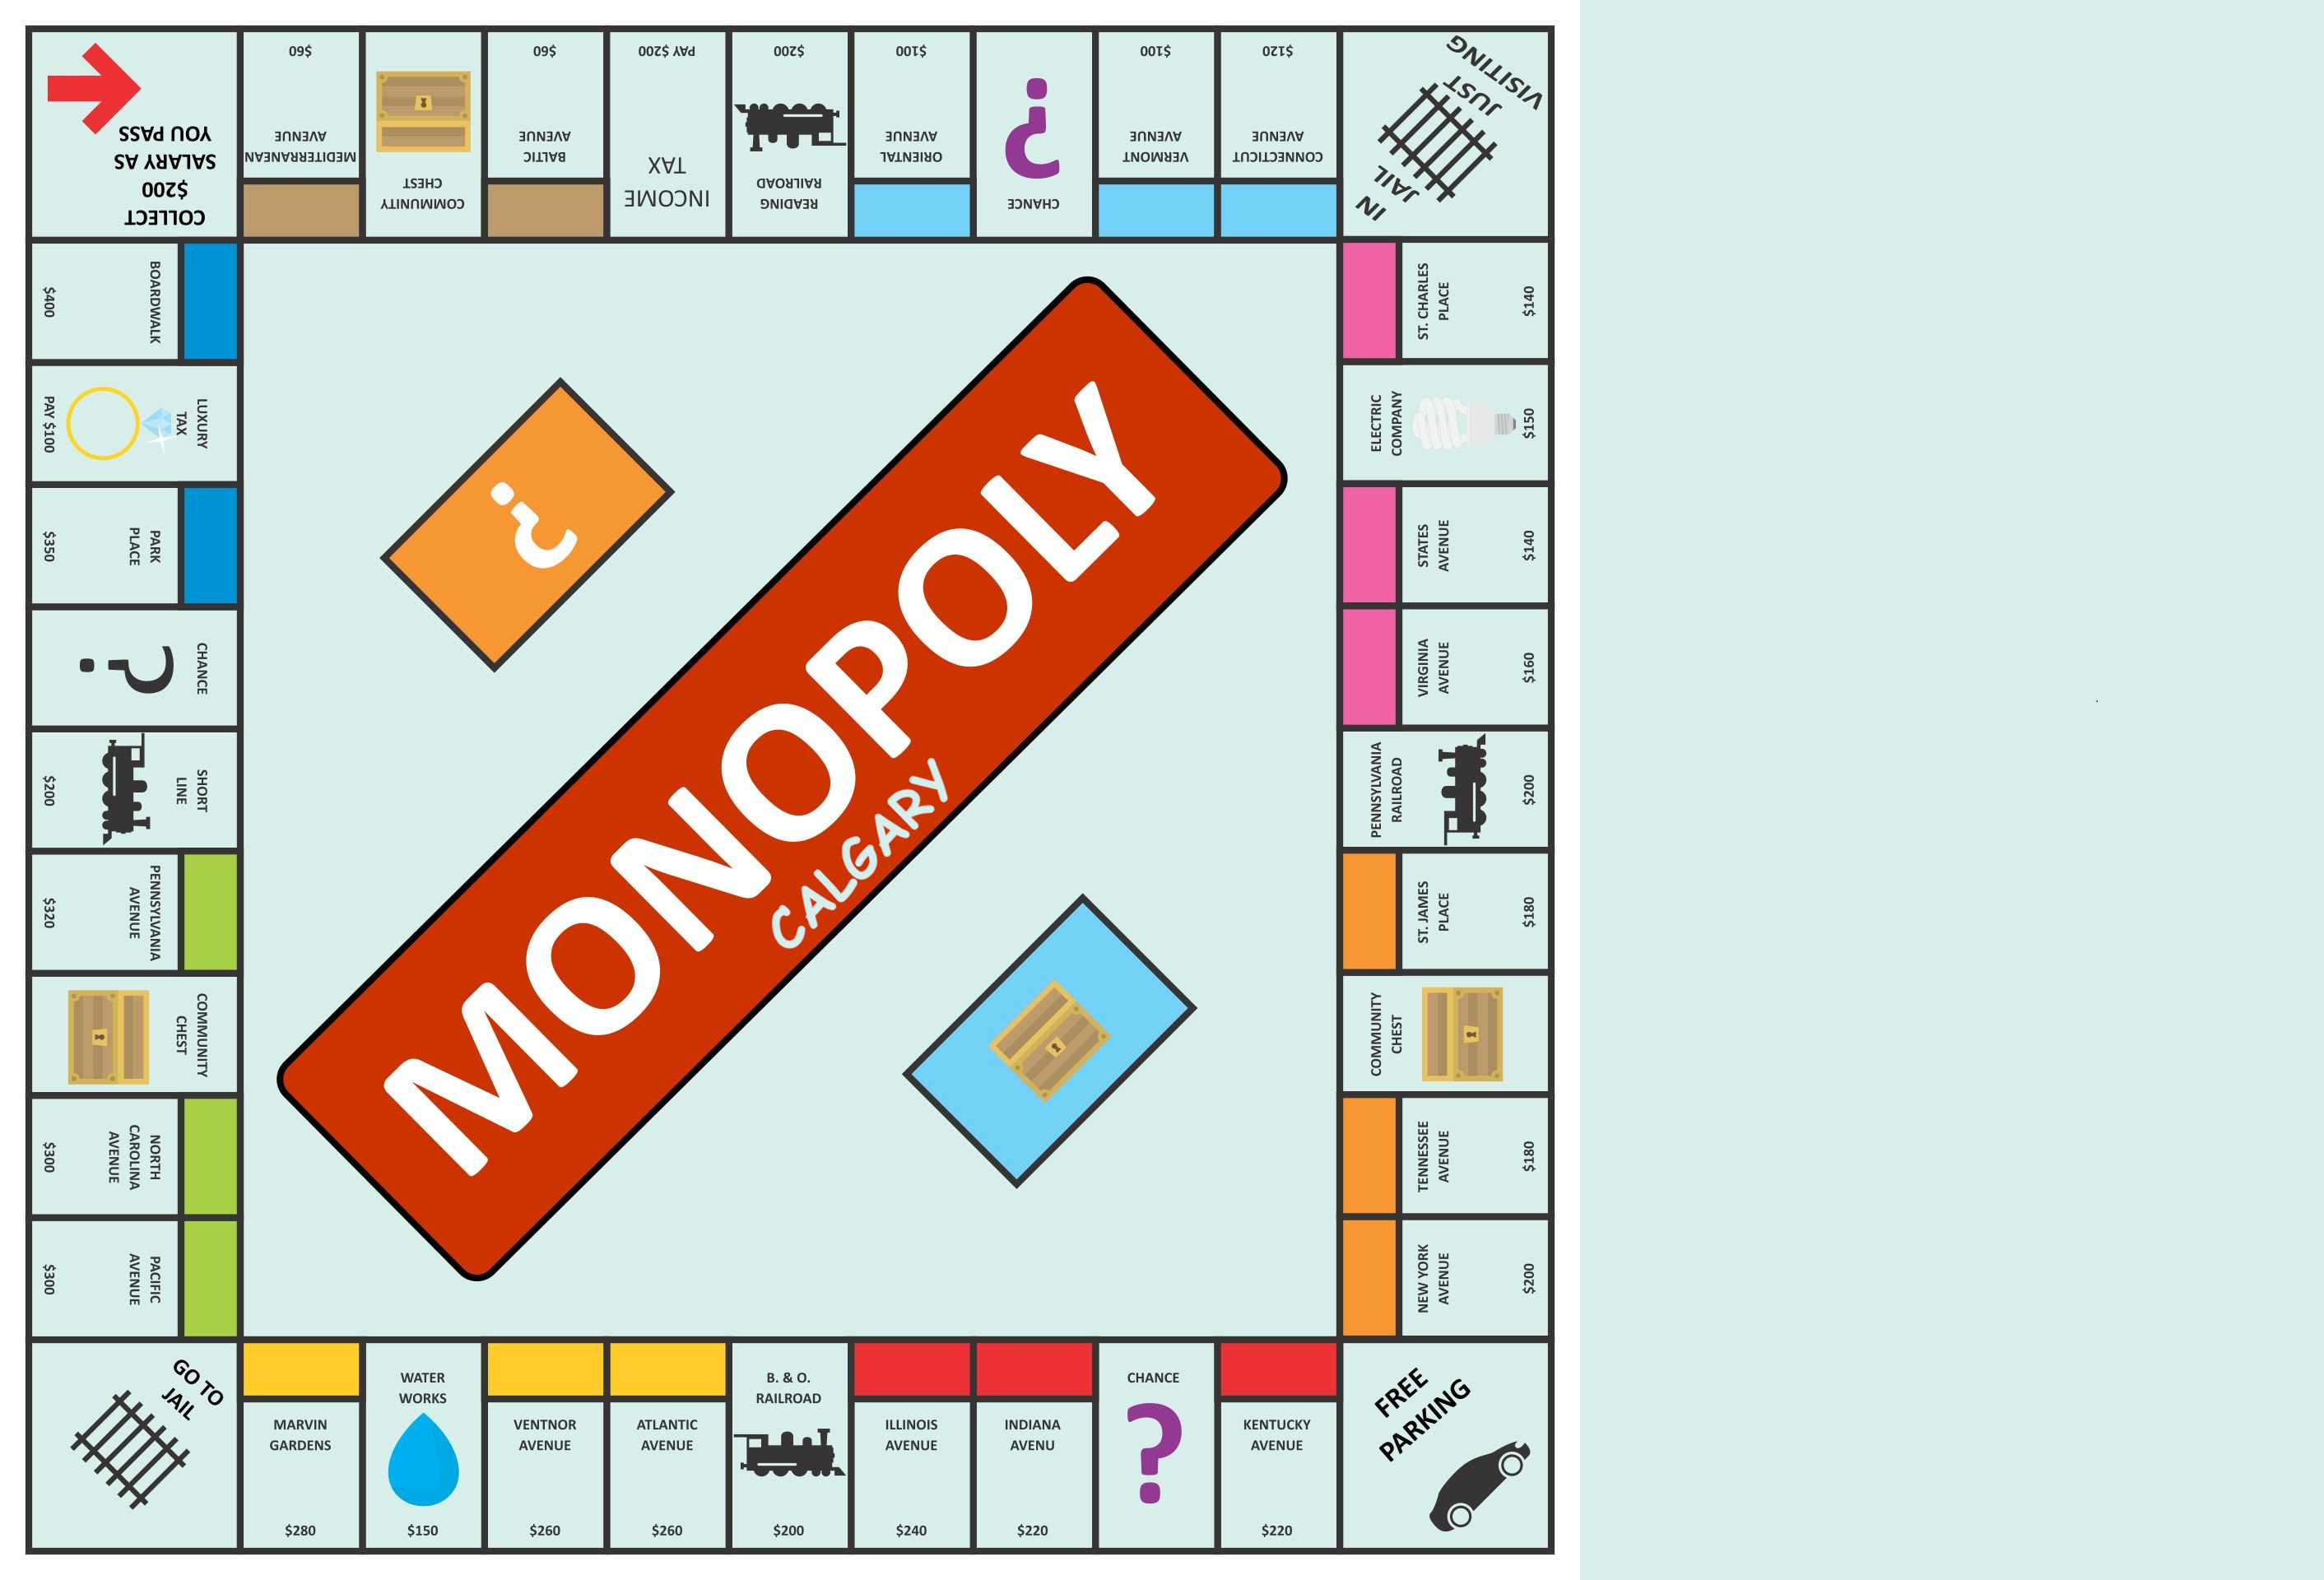 COLLECT
$200
SALARY AS
YOU PASS
MEDITERRANEAN
AVENUE
$60
COMMUNITY
CHEST
BALTIC
AVENUE
$60
INCOME
TAX
PAY $200
READING
RAILROAD
$200
ORIENTAL
AVENUE
$100
CHANCE
?
VERMONT
AVENUE
$100
CONNECTICUT
AVENUE
$120
IN
JAIL
JUST
VISITING
ST. CHARLES
PLACE
$140
ELECTRIC
COMPANY
$150
STATES
AVENUE
$140
VIRGINIA
AVENUE
$160
PENNSYLVANIA
RAILROAD
$200
ST. JAMES
PLACE
$180
COMMUNITY
CHEST
TENNESSEE
AVENUE
$180
NEW YORK
AVENUE
$200
FREE
PARKING
KENTUCKY
AVENUE
$220
CHANCE
?
INDIANA
AVENU
$220
ILLINOIS
AVENUE
$240
B. & O.
RAILROAD
$200
ATLANTIC
AVENUE
$260
VENTNOR
AVENUE
$260
WATER
WORKS
$150
MARVIN
GARDENS
$280
GO TO
JAIL
PACIFIC
AVENUE
$300
NORTH
CAROLINA
AVENUE
$300
COMMUNITY
CHEST
PENNSYLVANIA
AVENUE
$320
SHORT
LINE
$200
CHANCE
?
PARK
PLACE
$350
LUXURY
TAX
PAY $100
BOARDWALK
$400
?
MONOPOLY
CALGARY